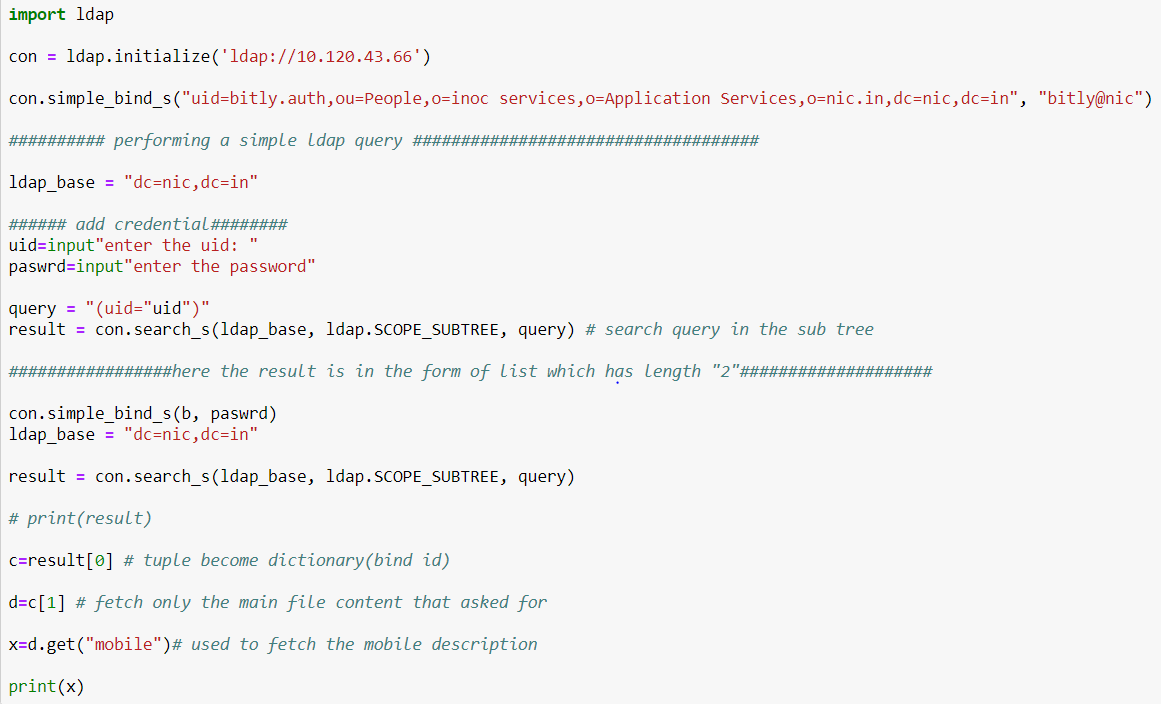 import ldap
con = ldap.initialize('ldap://10.120.43.66')
con.simple_bind_s("uid=bitly.auth,ou=People,o=inoc services,o=Application Services,o=nic.in,dc=nic,dc=in", "bitly@nic")
########## performing a simple ldap query ####################################
ldap_base = "dc=nic,dc=in"
###### add credential########
uid=input"enter the uid: "
paswrd=input"enter the password"
query = "(uid="uid")"
result = con.search_s(ldap_base, ldap.SCOPE_SUBTREE, query) # search query in the sub tree
#################here the result is in the form of list which has length "2"####################
con.simple_bind_s(b, paswrd)
ldap_base = "dc=nic,dc=in"
result = con.search_s(ldap_base, ldap.SCOPE_SUBTREE, query)
# print(result)
c=result[0] # tuple become dictionary(bind id)
d=c[1] # fetch only the main file content that asked for
x=d.get("mobile")# used to fetch the mobile description
print(x)